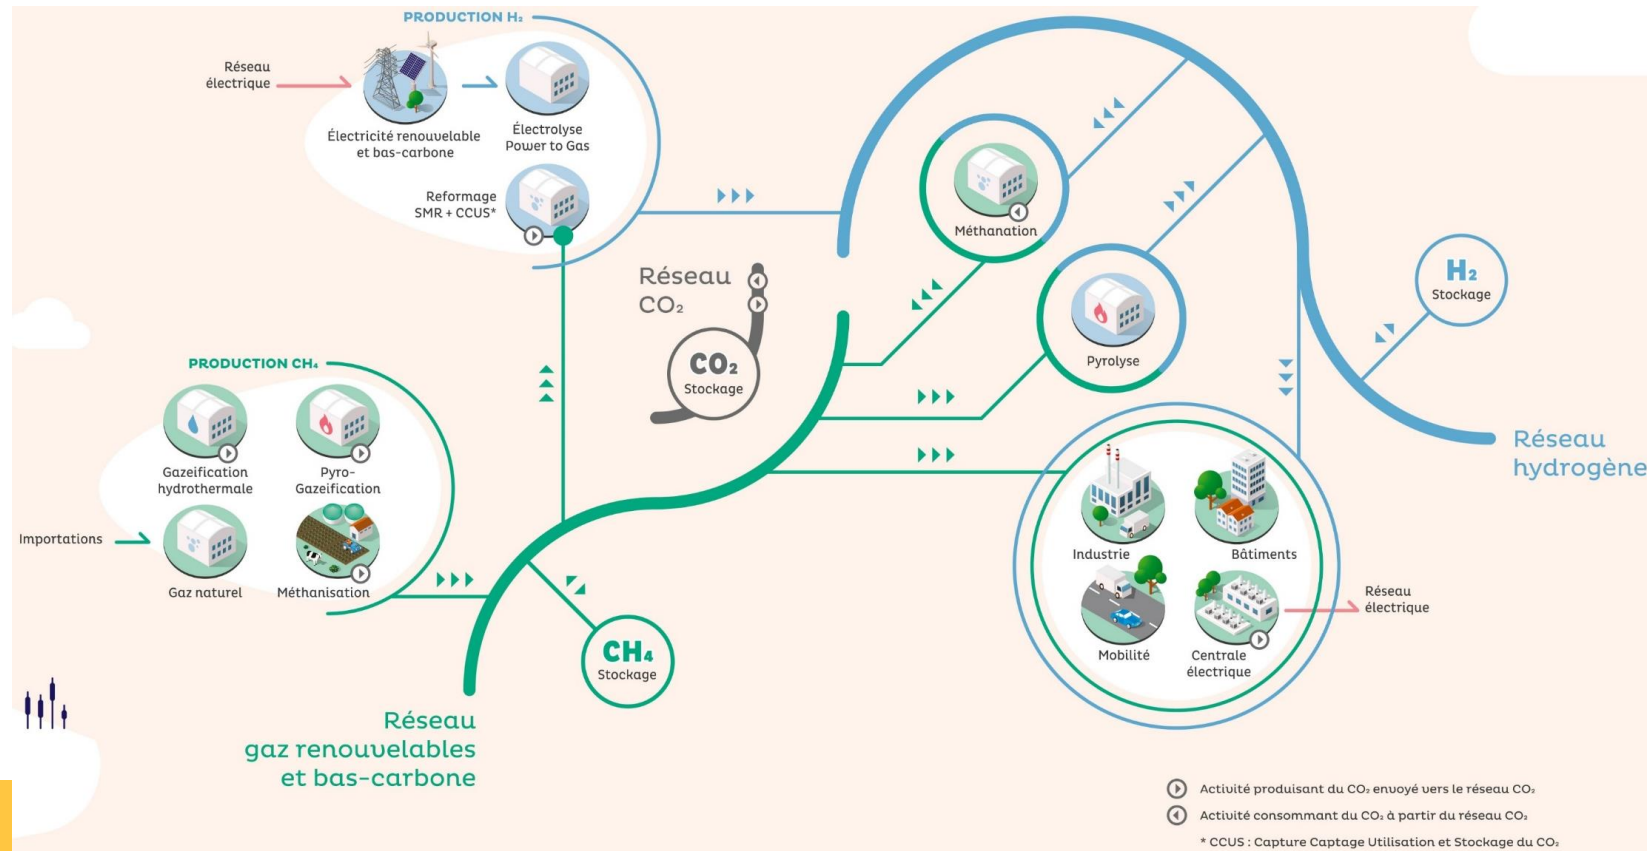 PRODUCTION H₂
Réseau
électrique
Électricité renouvelable
et bas-carbone
Électrolyse
Power to Gas
Reformage
SMR + CCUS*
Méthanation
Réseau
CO₂
CO₂
Stockage
Pyrolyse
H₂
Stockage
Réseau
hydrogène
PRODUCTION CH₄
Gazeification
hydrothermale
Pyro-
Gazeification
Importations
Gaz naturel
Méthanisation
CH₄
Stockage
Industrie
Bâtiments
Mobilité
Centrale
électrique
Réseau
électrique
Réseau
gaz renouvelables
et bas-carbone
Activité produisant du CO₂ envoyé vers le réseau CO₂
Activité consommant du CO₂ à partir du réseau CO₂
* CCUS : Capture Captage Utilisation et Stockage du CO₂